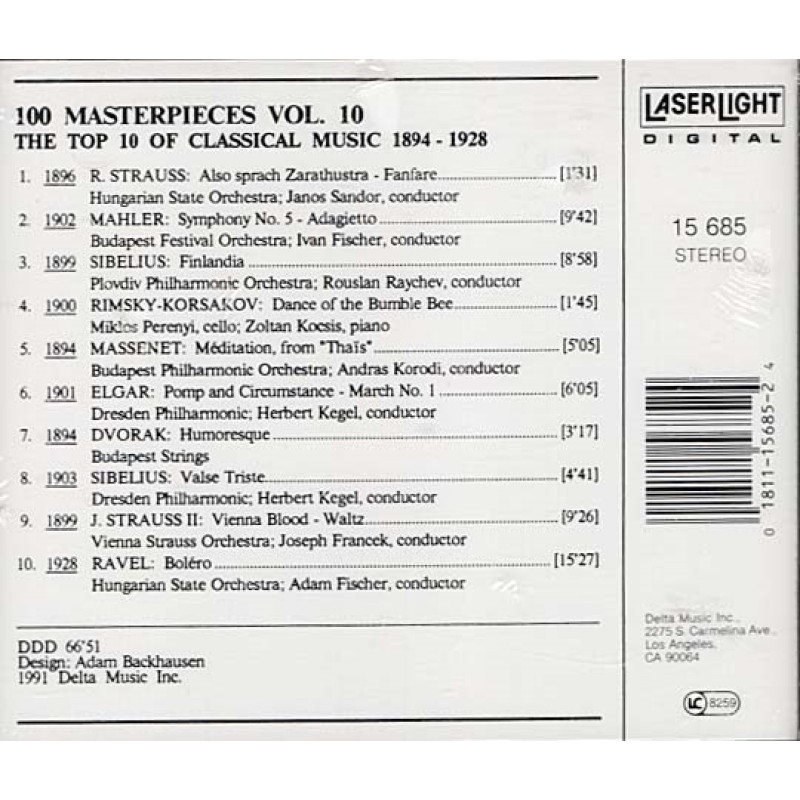 100 MASTERPIECES VOL. 10
THE TOP 10 OF CLASSICAL MUSIC 1894 - 1928
1. 1896 R. STRAUSS: Also sprach Zarathustra - Fanfare [1'31]
Hungarian State Orchestra; Janos Sandor, conductor
2. 1902 MAHLER: Symphony No. 5 - Adagietto [9'42]
Budapest Festival Orchestra; Ivan Fischer, conductor
3. 1899 SIBELIUS: Finlandia [8'58]
Plovdiv Philharmonic Orchestra; Rouslan Raychev, conductor
4. 1900 RIMSKY-KORSAKOV: Dance of the Bumble Bee [1'45]
Miklos Perenyi, cello; Zoltan Kocsis, piano
5. 1894 MASSENET: Méditation, from "Thaïs" [5'05]
Budapest Philharmonic Orchestra; Andras Korodi, conductor
6. 1901 ELGAR: Pomp and Circumstance - March No. 1 [6'05]
Dresden Philharmonic; Herbert Kegel, conductor
7. 1894 DVORAK: Humoresque [3'17]
Budapest Strings
8. 1903 SIBELIUS: Valse Triste [4'41]
Dresden Philharmonic; Herbert Kegel, conductor
9. 1899 J. STRAUSS II: Vienna Blood - Waltz [9'26]
Vienna Strauss Orchestra; Joseph Francek, conductor
10. 1928 RAVEL: Boléro [15'27]
Hungarian State Orchestra; Adam Fischer, conductor
DDD 66'51
Design: Adam Backhausen
1991 Delta Music Inc.
LASERLIGHT
DIGITAL
15 685
STEREO
0 1811-15685-2 4
Delta Music Inc.,
2275 S. Carmelina Ave.,
Los Angeles,
CA 90064
LC 8259